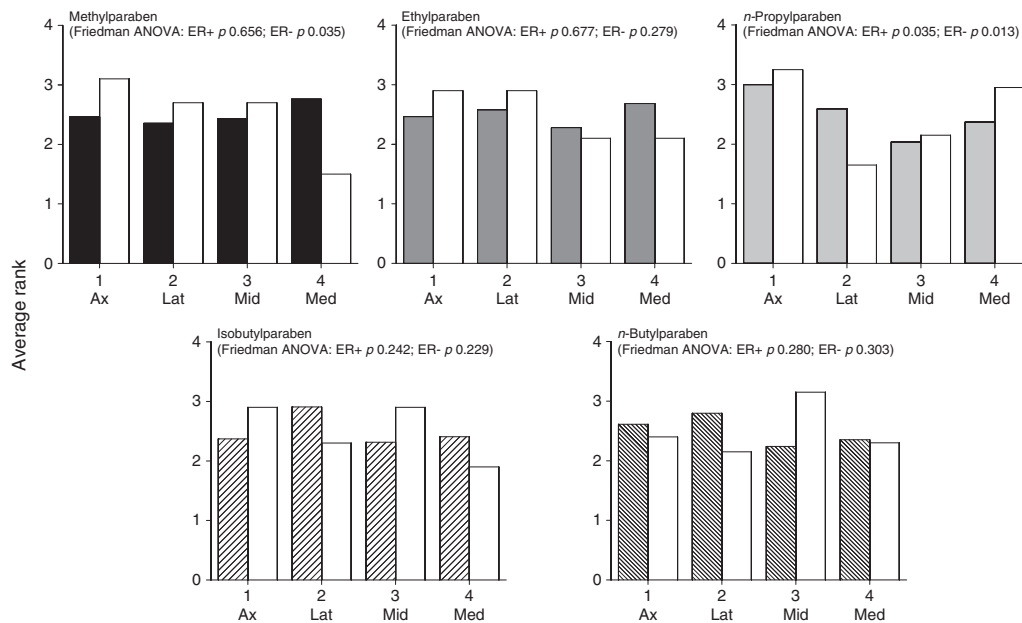 Methylparaben
(Friedman ANOVA: ER+ p 0.656; ER- p 0.035)
4
3
2
1
0
1 2 3 4
Ax Lat Mid Med
Ethylparaben
(Friedman ANOVA: ER+ p 0.677; ER- p 0.279)
4
3
2
1
0
1 2 3 4
Ax Lat Mid Med
n-Propylparaben
(Friedman ANOVA: ER+ p 0.035; ER- p 0.013)
4
3
2
1
0
1 2 3 4
Ax Lat Mid Med
Average rank
Isobutylparaben
(Friedman ANOVA: ER+ p 0.242; ER- p 0.229)
4
3
2
1
0
1 2 3 4
Ax Lat Mid Med
n-Butylparaben
(Friedman ANOVA: ER+ p 0.280; ER- p 0.303)
4
3
2
1
0
1 2 3 4
Ax Lat Mid Med